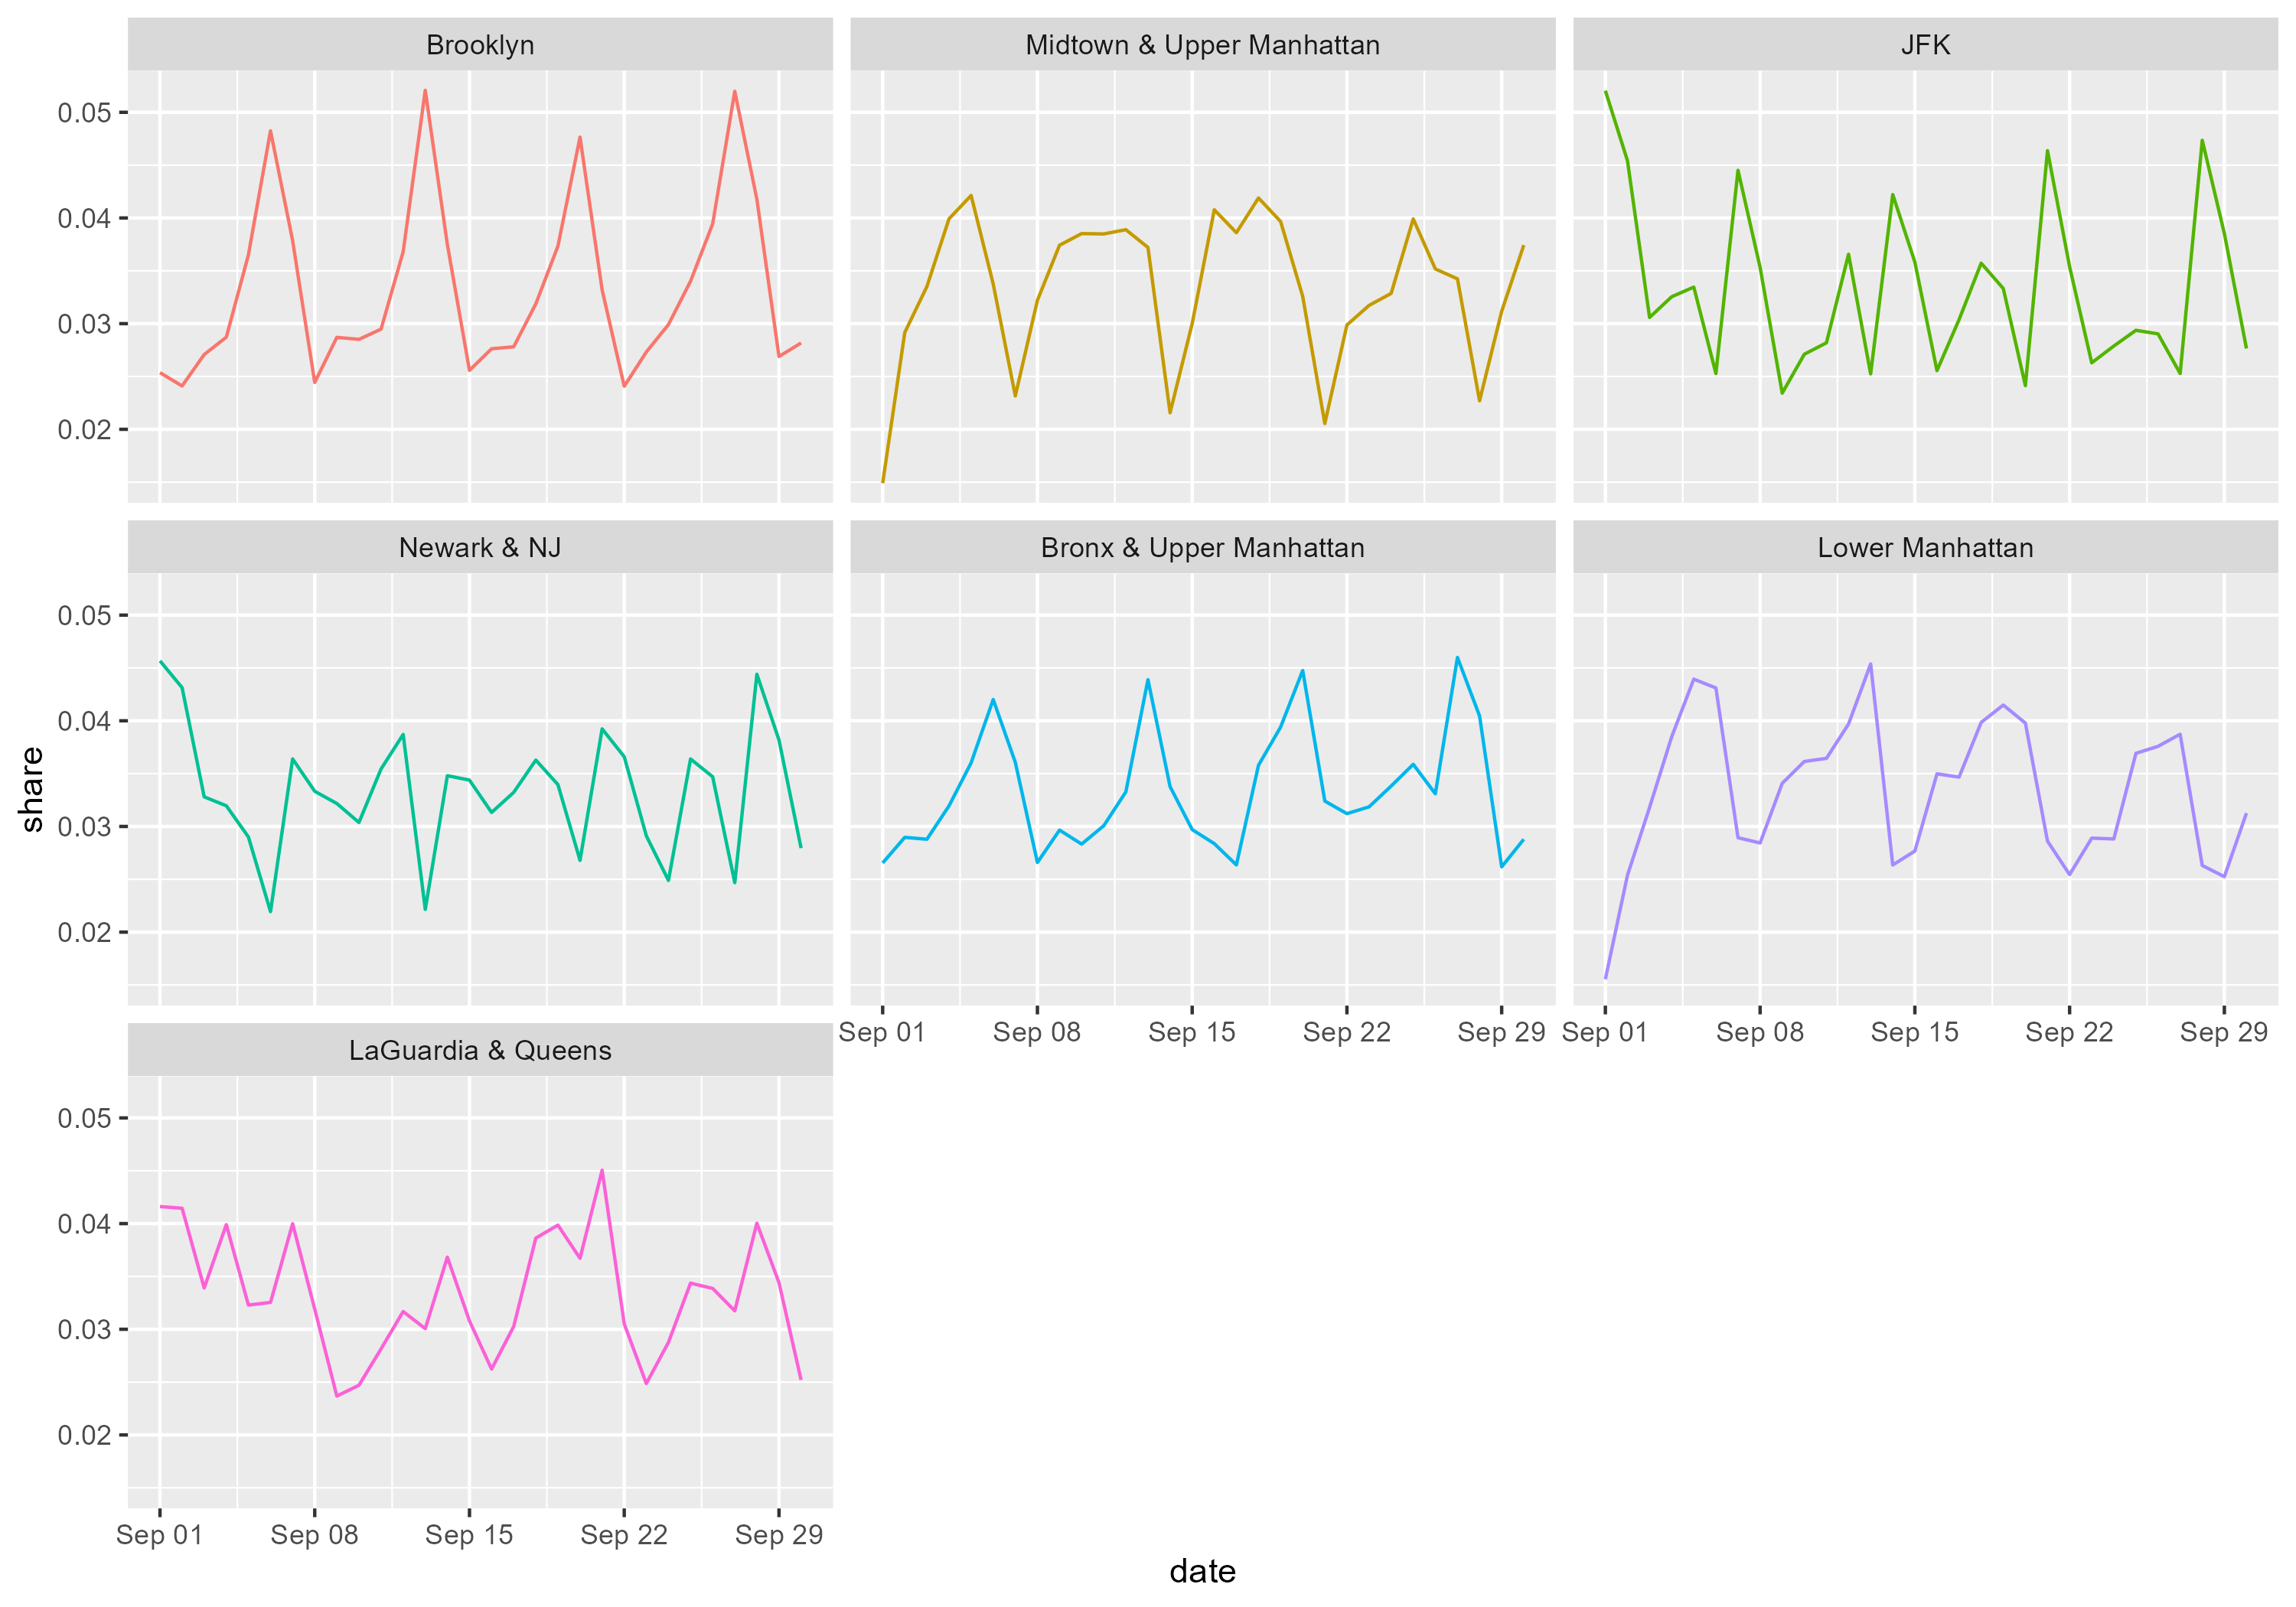 Brooklyn
Midtown & Upper Manhattan
JFK
0.05
0.04
0.03
0.02
Newark & NJ
Bronx & Upper Manhattan
Lower Manhattan
0.05
0.04
0.03
0.02
Sep 01 Sep 08 Sep 15 Sep 22 Sep 29
Sep 01 Sep 08 Sep 15 Sep 22 Sep 29
LaGuardia & Queens
0.05
0.04
0.03
0.02
Sep 01 Sep 08 Sep 15 Sep 22 Sep 29
share
date